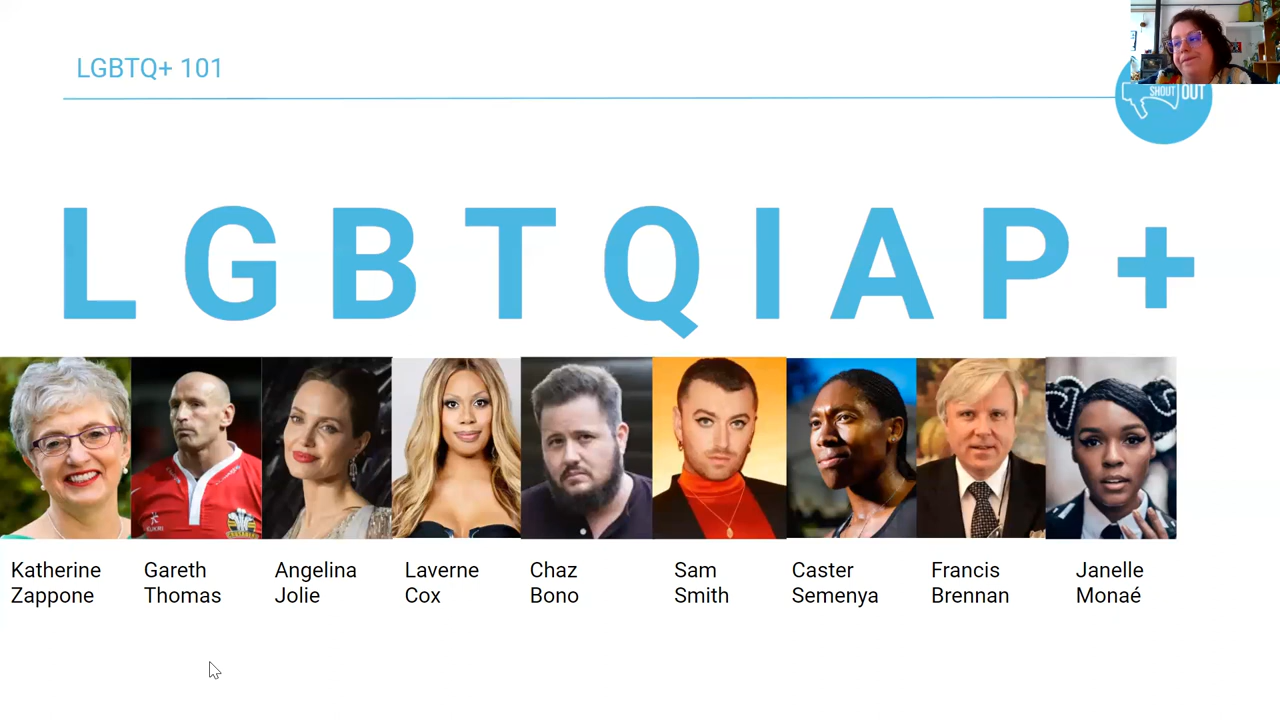 LGBTQ+ 101
SHOUT OUT
L G B T Q I A P +
Katherine Zappone
Gareth Thomas
Angelina Jolie
Laverne Cox
Chaz Bono
Sam Smith
Caster Semenya
Francis Brennan
Janelle Monaé